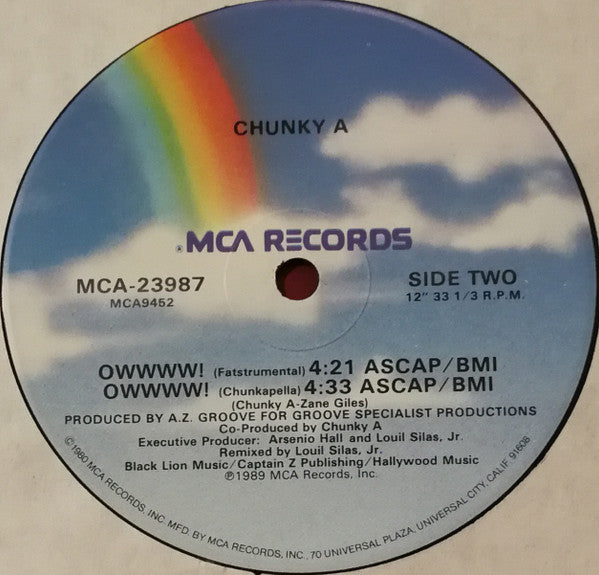 CHUNKY A
®MCA RECORDS
MCA-23987
MCA9452
SIDE TWO
12" 33 1/3 R.P.M.
OWWWW! (Fatstrumental) 4:21 ASCAP/BMI
OWWWW! (Chunkapella) 4:33 ASCAP/BMI
(Chunky A-Zane Giles)
PRODUCED BY A.Z. GROOVE FOR GROOVE SPECIALIST PRODUCTIONS
Co-Produced by Chunky A
Executive Producer: Arsenio Hall and Louil Silas, Jr.
Remixed by Louil Silas, Jr.
Black Lion Music/Captain Z Publishing/Hallywood Music
℗1989 MCA Records, Inc.
©1980 MCA RECORDS, INC. MFD. BY MCA RECORDS, INC., 70 UNIVERSAL PLAZA, UNIVERSAL CITY, CALIF. 91608